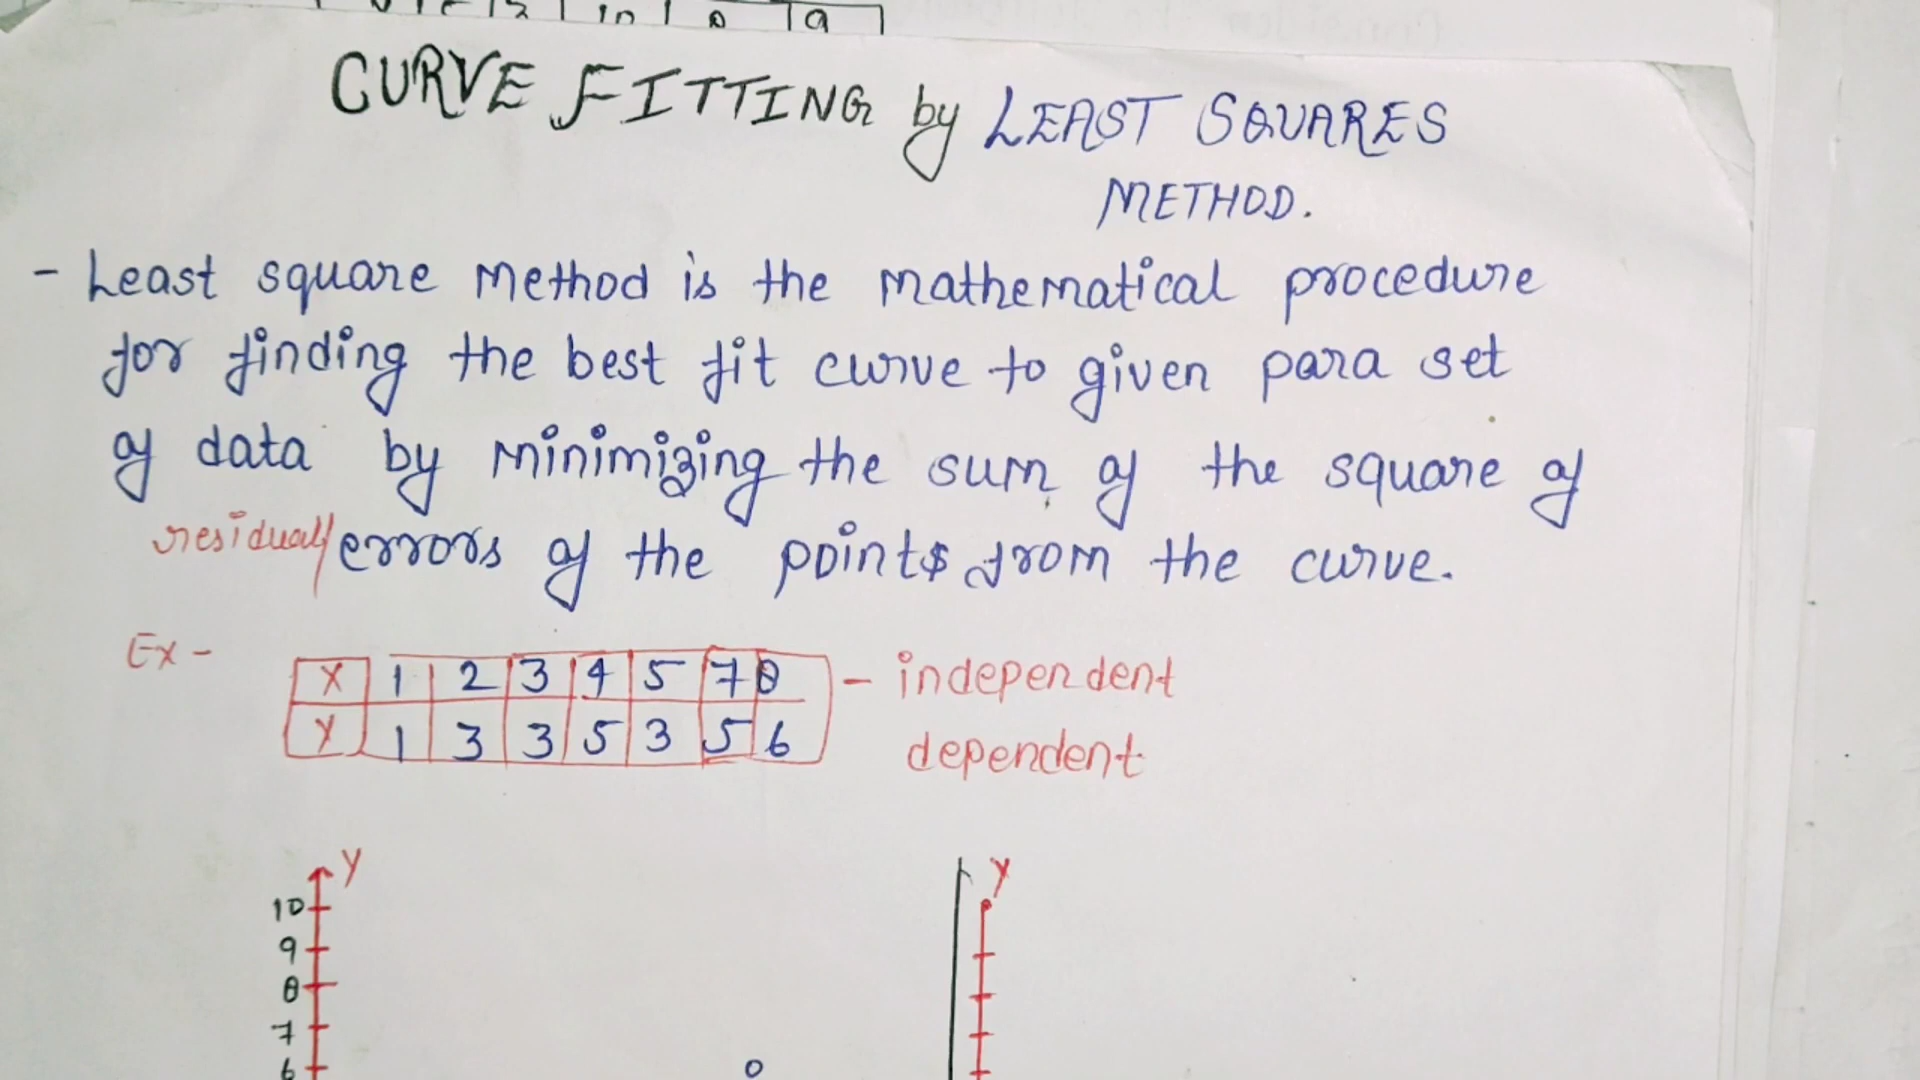 9
CURVE FITTING by LEAST SQUARES
METHOD.
- Least square method is the mathematical procedure
for finding the best fit curve to given para set
of data by minimizing the sum of the square of
residual/errors of the points from the curve.
Ex -
X 1 2 3 4 5 7 8 - independent
Y 1 3 3 5 3 5 6 dependent
Y Y
10
9
8
7
6